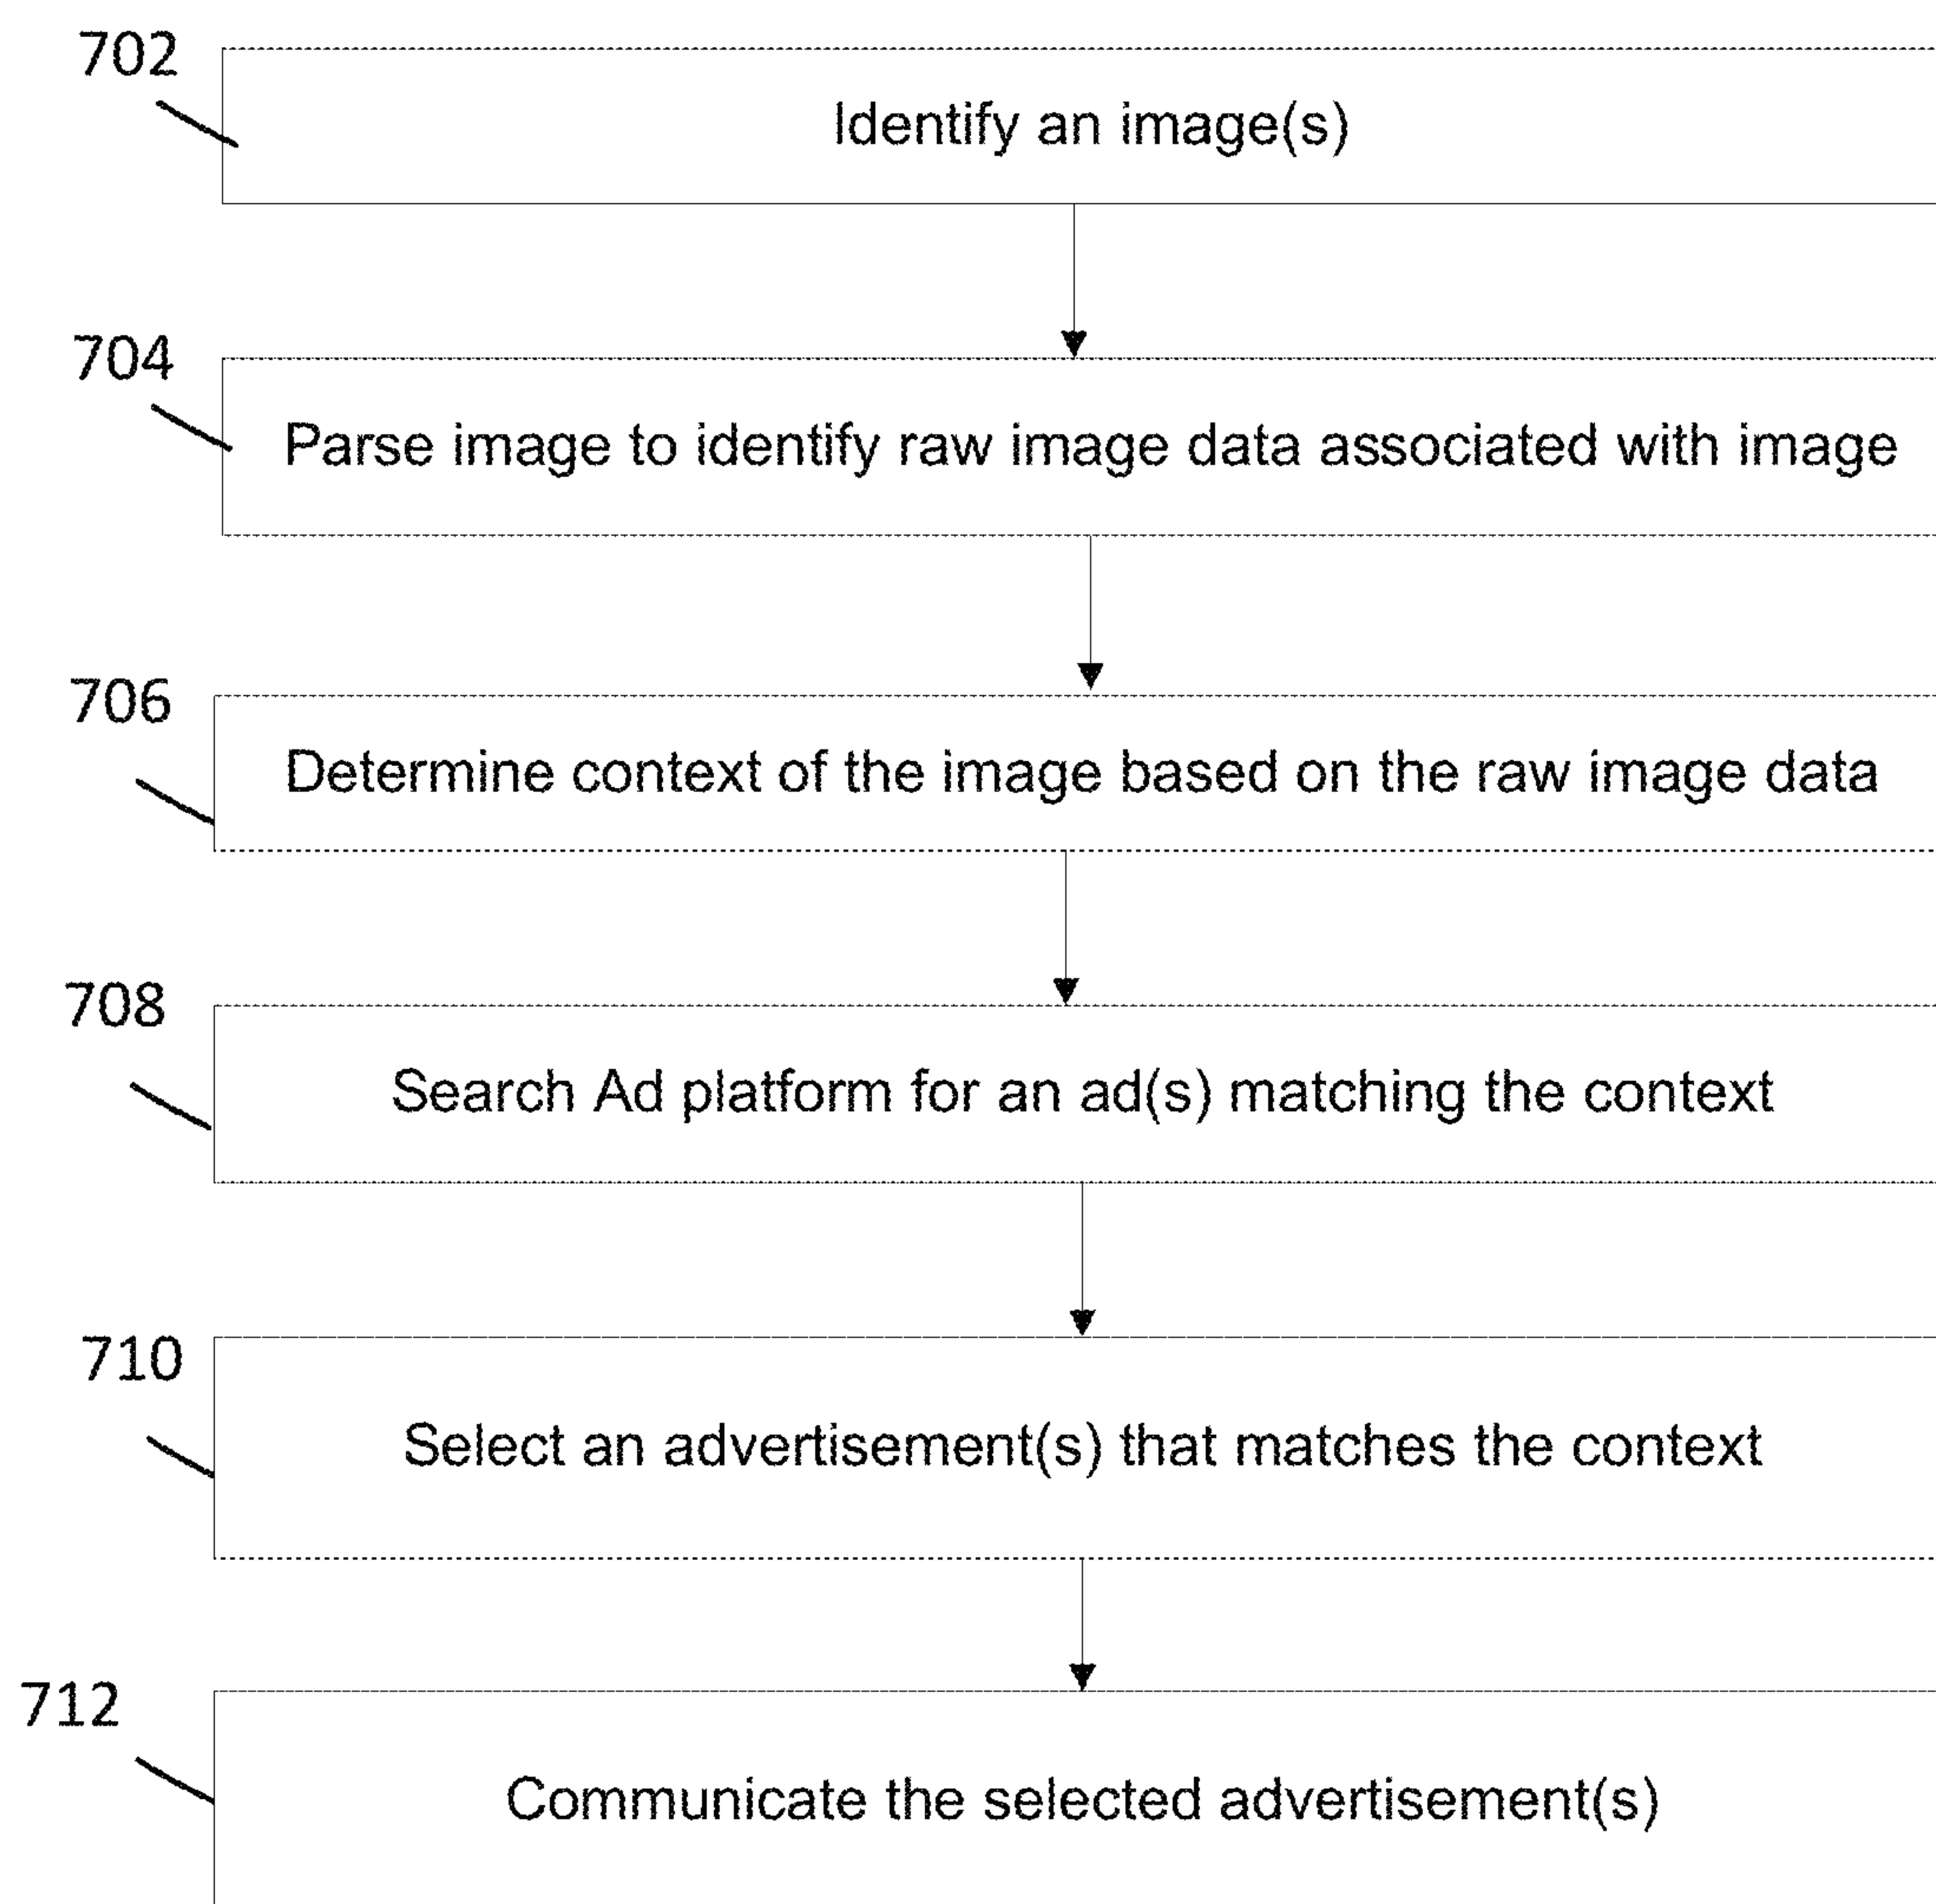 702
Identify an image(s)
704
Parse image to identify raw image data associated with image
706
Determine context of the image based on the raw image data
708
Search Ad platform for an ad(s) matching the context
710
Select an advertisement(s) that matches the context
712
Communicate the selected advertisement(s)